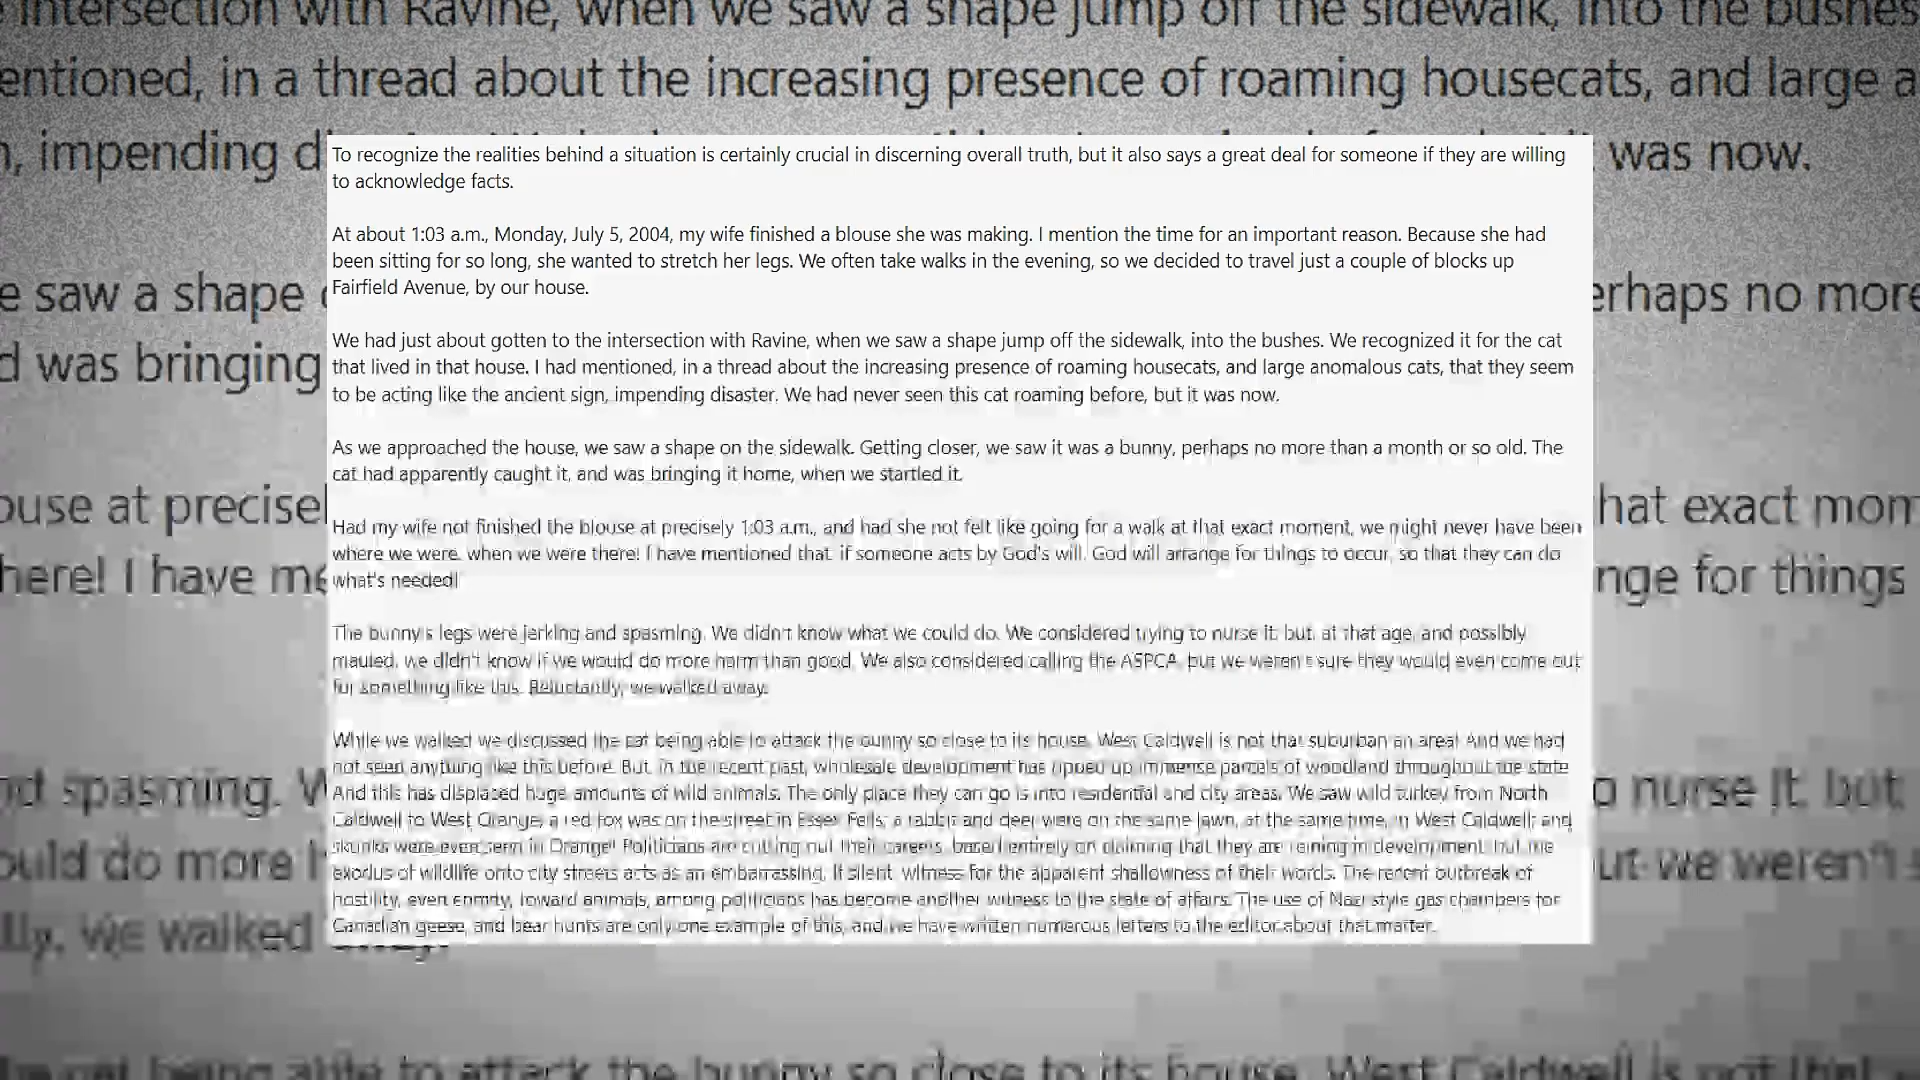 To recognize the realities behind a situation is certainly crucial in discerning overall truth, but it also says a great deal for someone if they are willing
to acknowledge facts.
At about 1:03 a.m., Monday, July 5, 2004, my wife finished a blouse she was making. I mention the time for an important reason. Because she had
been sitting for so long, she wanted to stretch her legs. We often take walks in the evening, so we decided to travel just a couple of blocks up
Fairfield Avenue, by our house.
We had just about gotten to the intersection with Ravine, when we saw a shape jump off the sidewalk, into the bushes. We recognized it for the cat
that lived in that house. I had mentioned, in a thread about the increasing presence of roaming housecats, and large anomalous cats, that they seem
to be acting like the ancient sign, impending disaster. We had never seen this cat roaming before, but it was now.
As we approached the house, we saw a shape on the sidewalk. Getting closer, we saw it was a bunny, perhaps no more than a month or so old. The
cat had apparently caught it, and was bringing it home, when we startled it.
Had my wife not finished the blouse at precisely 1:03 a.m., and had she not felt like going for a walk at that exact moment, we might never have been
where we were, when we were there! I have mentioned that, if someone acts by God's will, God will arrange for things to occur, so that they can do
what's needed!
The bunny's legs were jerking and spasming. We didn't know what we could do. We considered trying to nurse it, but, at that age, and possibly
mauled, we didn't know if we would do more harm than good. We also considered calling the ASPCA, but we weren't sure they would even come out
for something like this. Reluctantly, we walked away.
While we walked we discussed the cat being able to attack the bunny so close to its house. West Caldwell is not that suburban an area! And we had
not seen anything like this before. But, in the recent past, wholesale development has ripped up immense parcels of woodland throughout the state.
And this has displaced huge amounts of wild animals. The only place they can go is into residential and city areas. We saw wild turkey from North
Caldwell to West Orange, a red fox was on the street in Essex Fells, a rabbit and deer were on the same lawn, at the same time, in West Caldwell; and
skunks were even seen in Orange! Politicians are cutting out their careers, based entirely on claiming that they are reining in development, but the
exodus of wildlife onto city streets acts as an embarrassing, if silent, witness for the apparent shallowness of their words. The recent outbreak of
hostility, even enmity, toward animals, among politicians has become another witness to the state of affairs. The use of Nazi style gas chambers for
Canadian geese, and bear hunts are only one example of this, and we have written numerous letters to the editor about that matter.